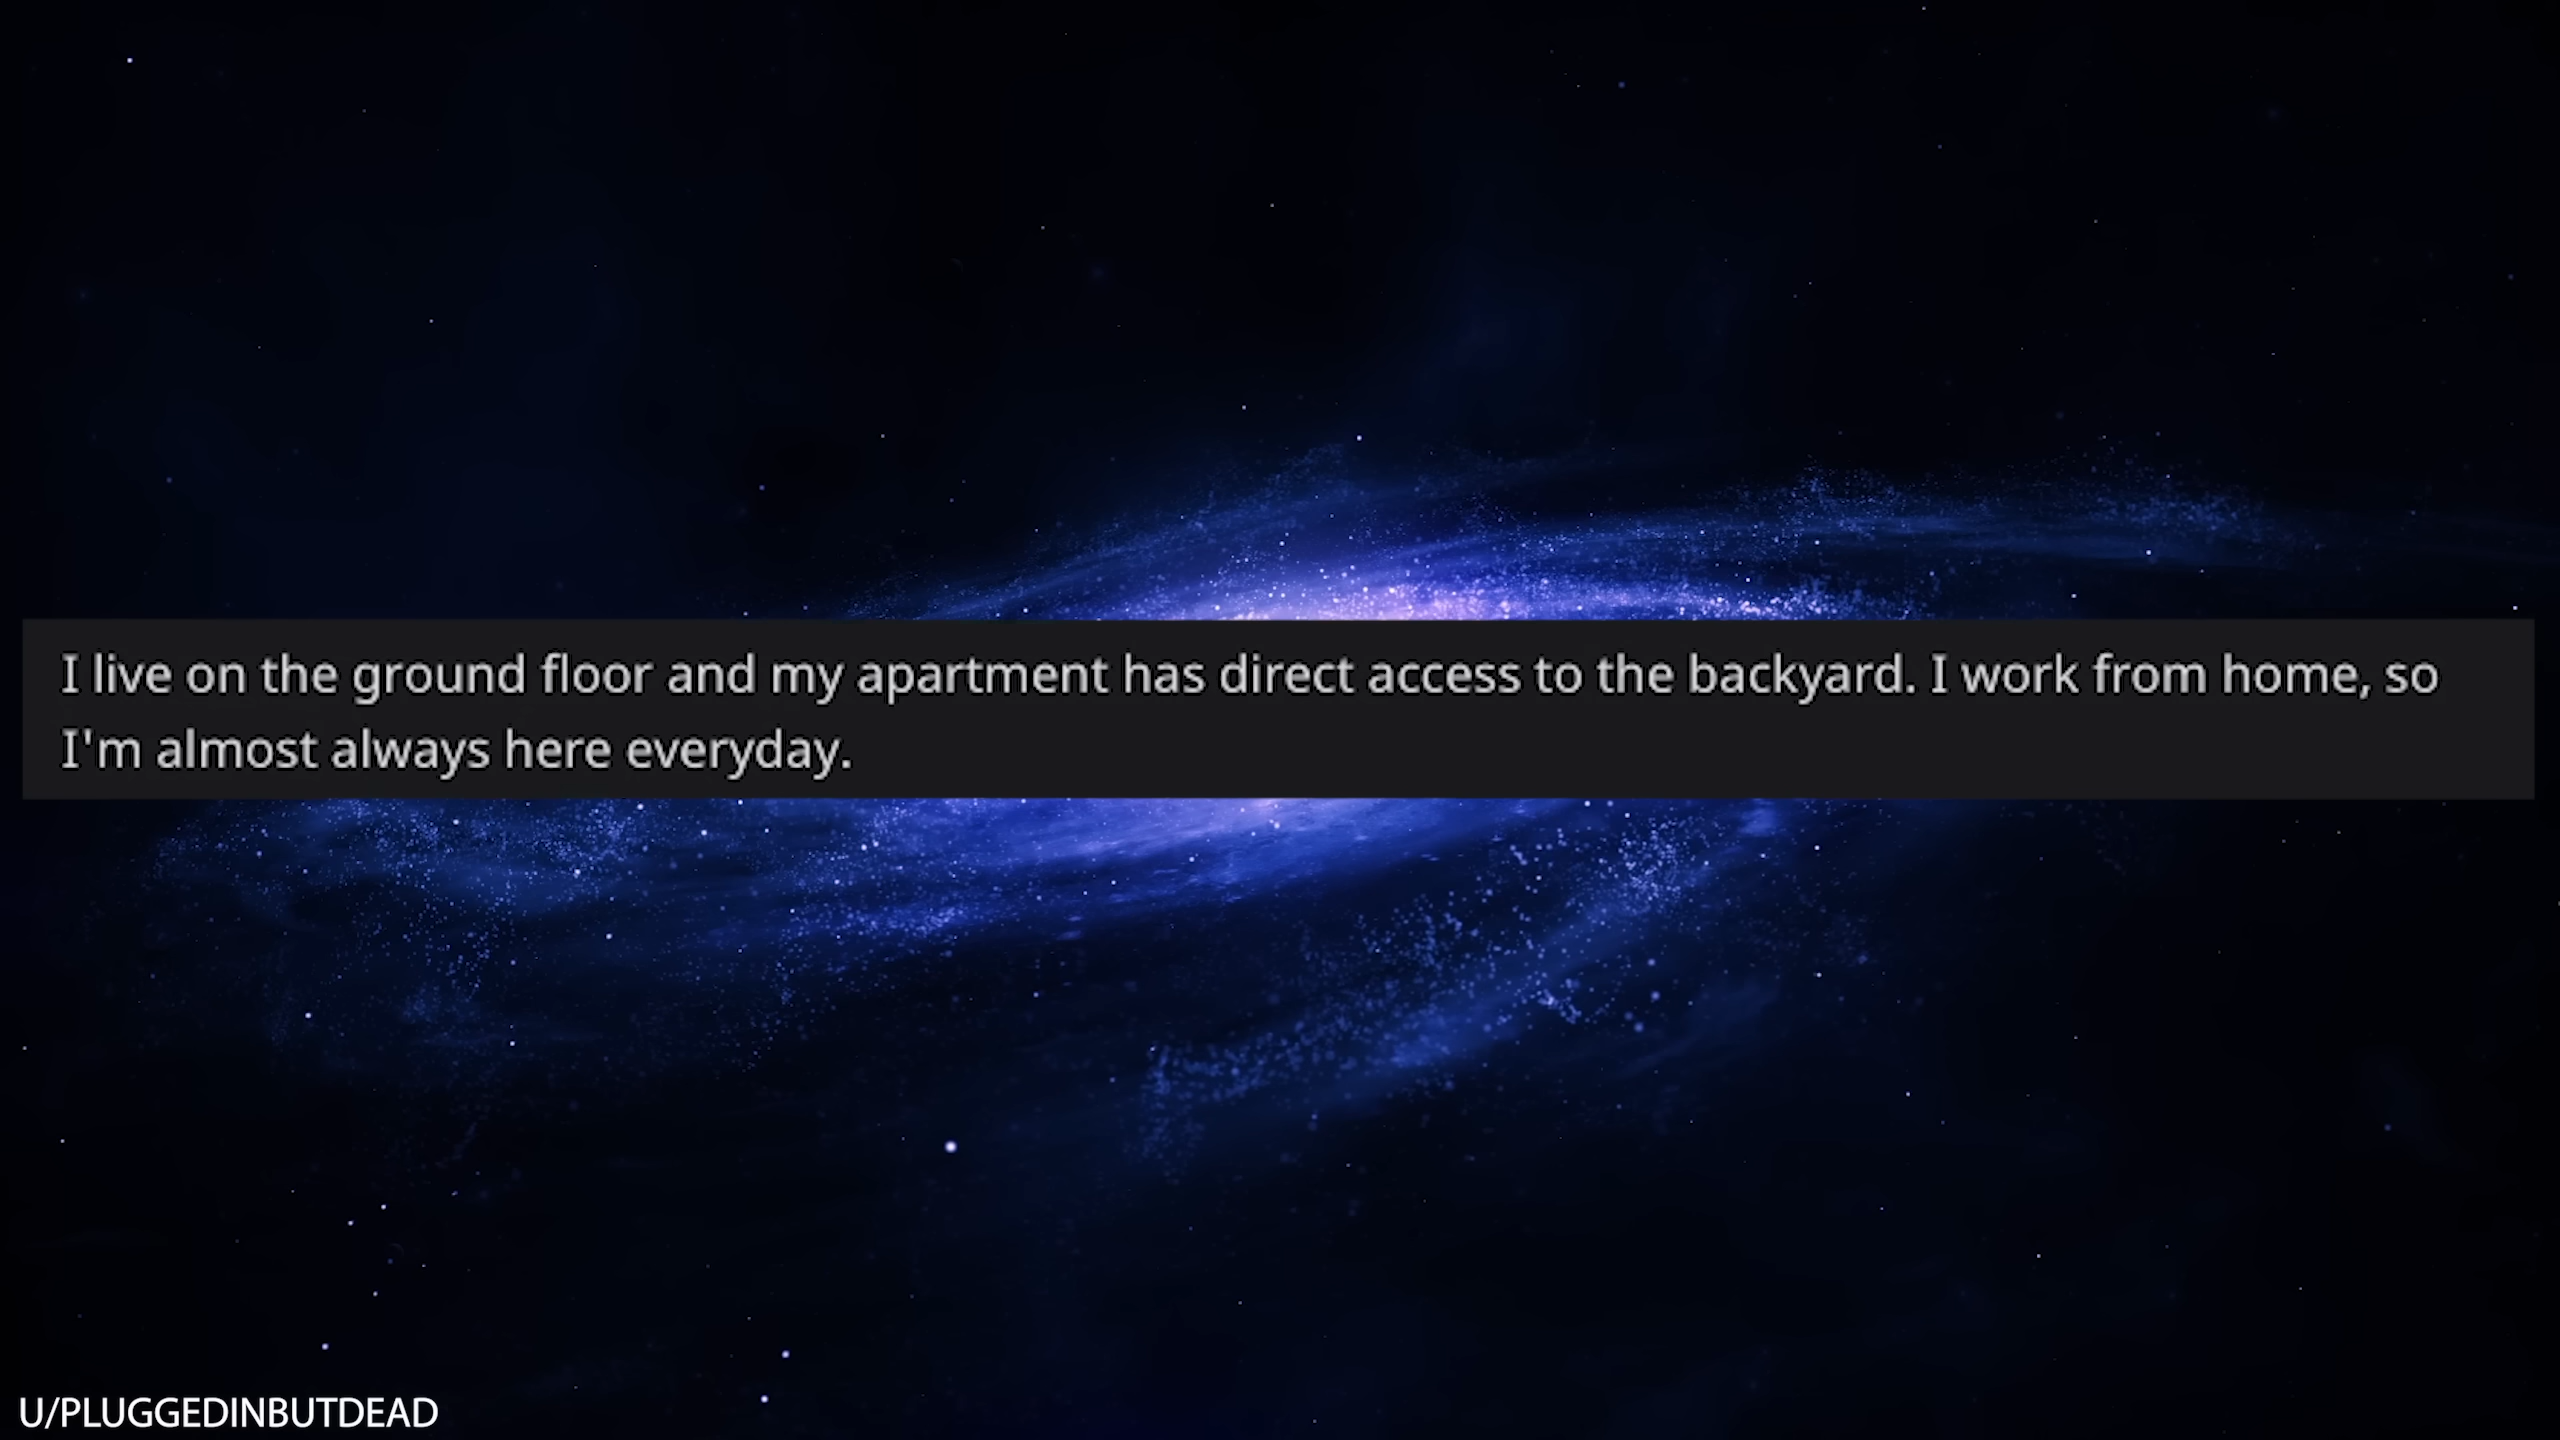 I live on the ground floor and my apartment has direct access to the backyard. I work from home, so
I'm almost always here everyday.
U/PLUGGEDINBUTDEAD